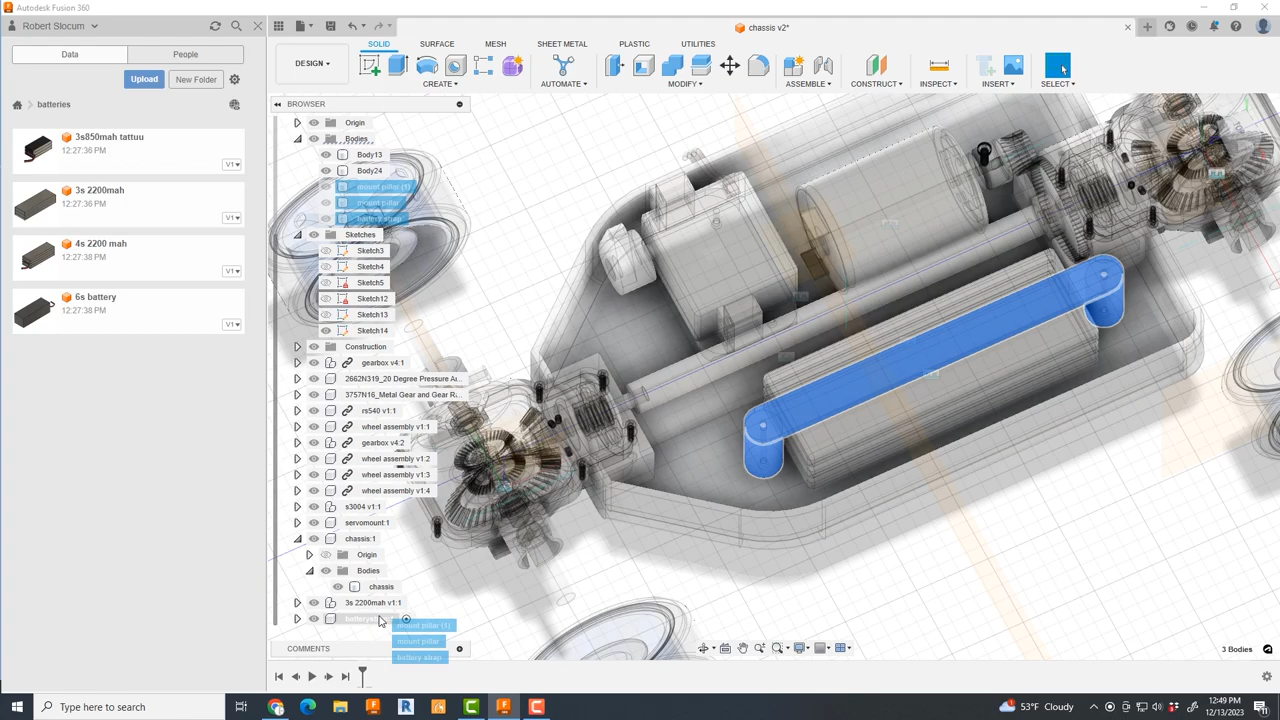 Autodesk Fusion 360
Robert Slocum
chassis v2*
Data
People
SOLID
SURFACE
MESH
SHEET METAL
PLASTIC
UTILITIES
DESIGN
Upload
New Folder
CREATE
AUTOMATE
MODIFY
ASSEMBLE
CONSTRUCT
INSPECT
INSERT
SELECT
batteries
BROWSER
3s850mah tattuu
12:27:36 PM
V1
3s 2200mah
12:27:36 PM
V1
4s 2200 mah
12:27:38 PM
V1
6s battery
12:27:38 PM
V1
Origin
Bodies
Body13
Body24
mount pillar (1)
mount pillar
battery strap
Sketches
Sketch3
Sketch4
Sketch5
Sketch12
Sketch13
Sketch14
Construction
gearbox v4:1
2662N319_20 Degree Pressure An...
3757N16_Metal Gear and Gear R...
rs540 v1:1
wheel assembly v1:1
gearbox v4:2
wheel assembly v1:2
wheel assembly v1:3
wheel assembly v1:4
s3004 v1:1
servomount:1
chassis:1
Origin
Bodies
chassis
3s 2200mah v1:1
mount pillar (1)
mount pillar
battery strap
COMMENTS
3 Bodies
Type here to search
53°F Cloudy
12:49 PM
12/13/2023